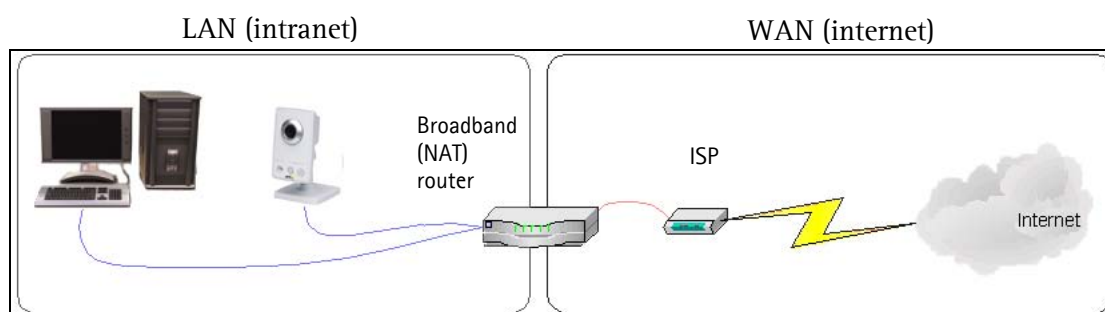 LAN (intranet)
WAN (internet)
Broadband
(NAT)
router
ISP
Internet